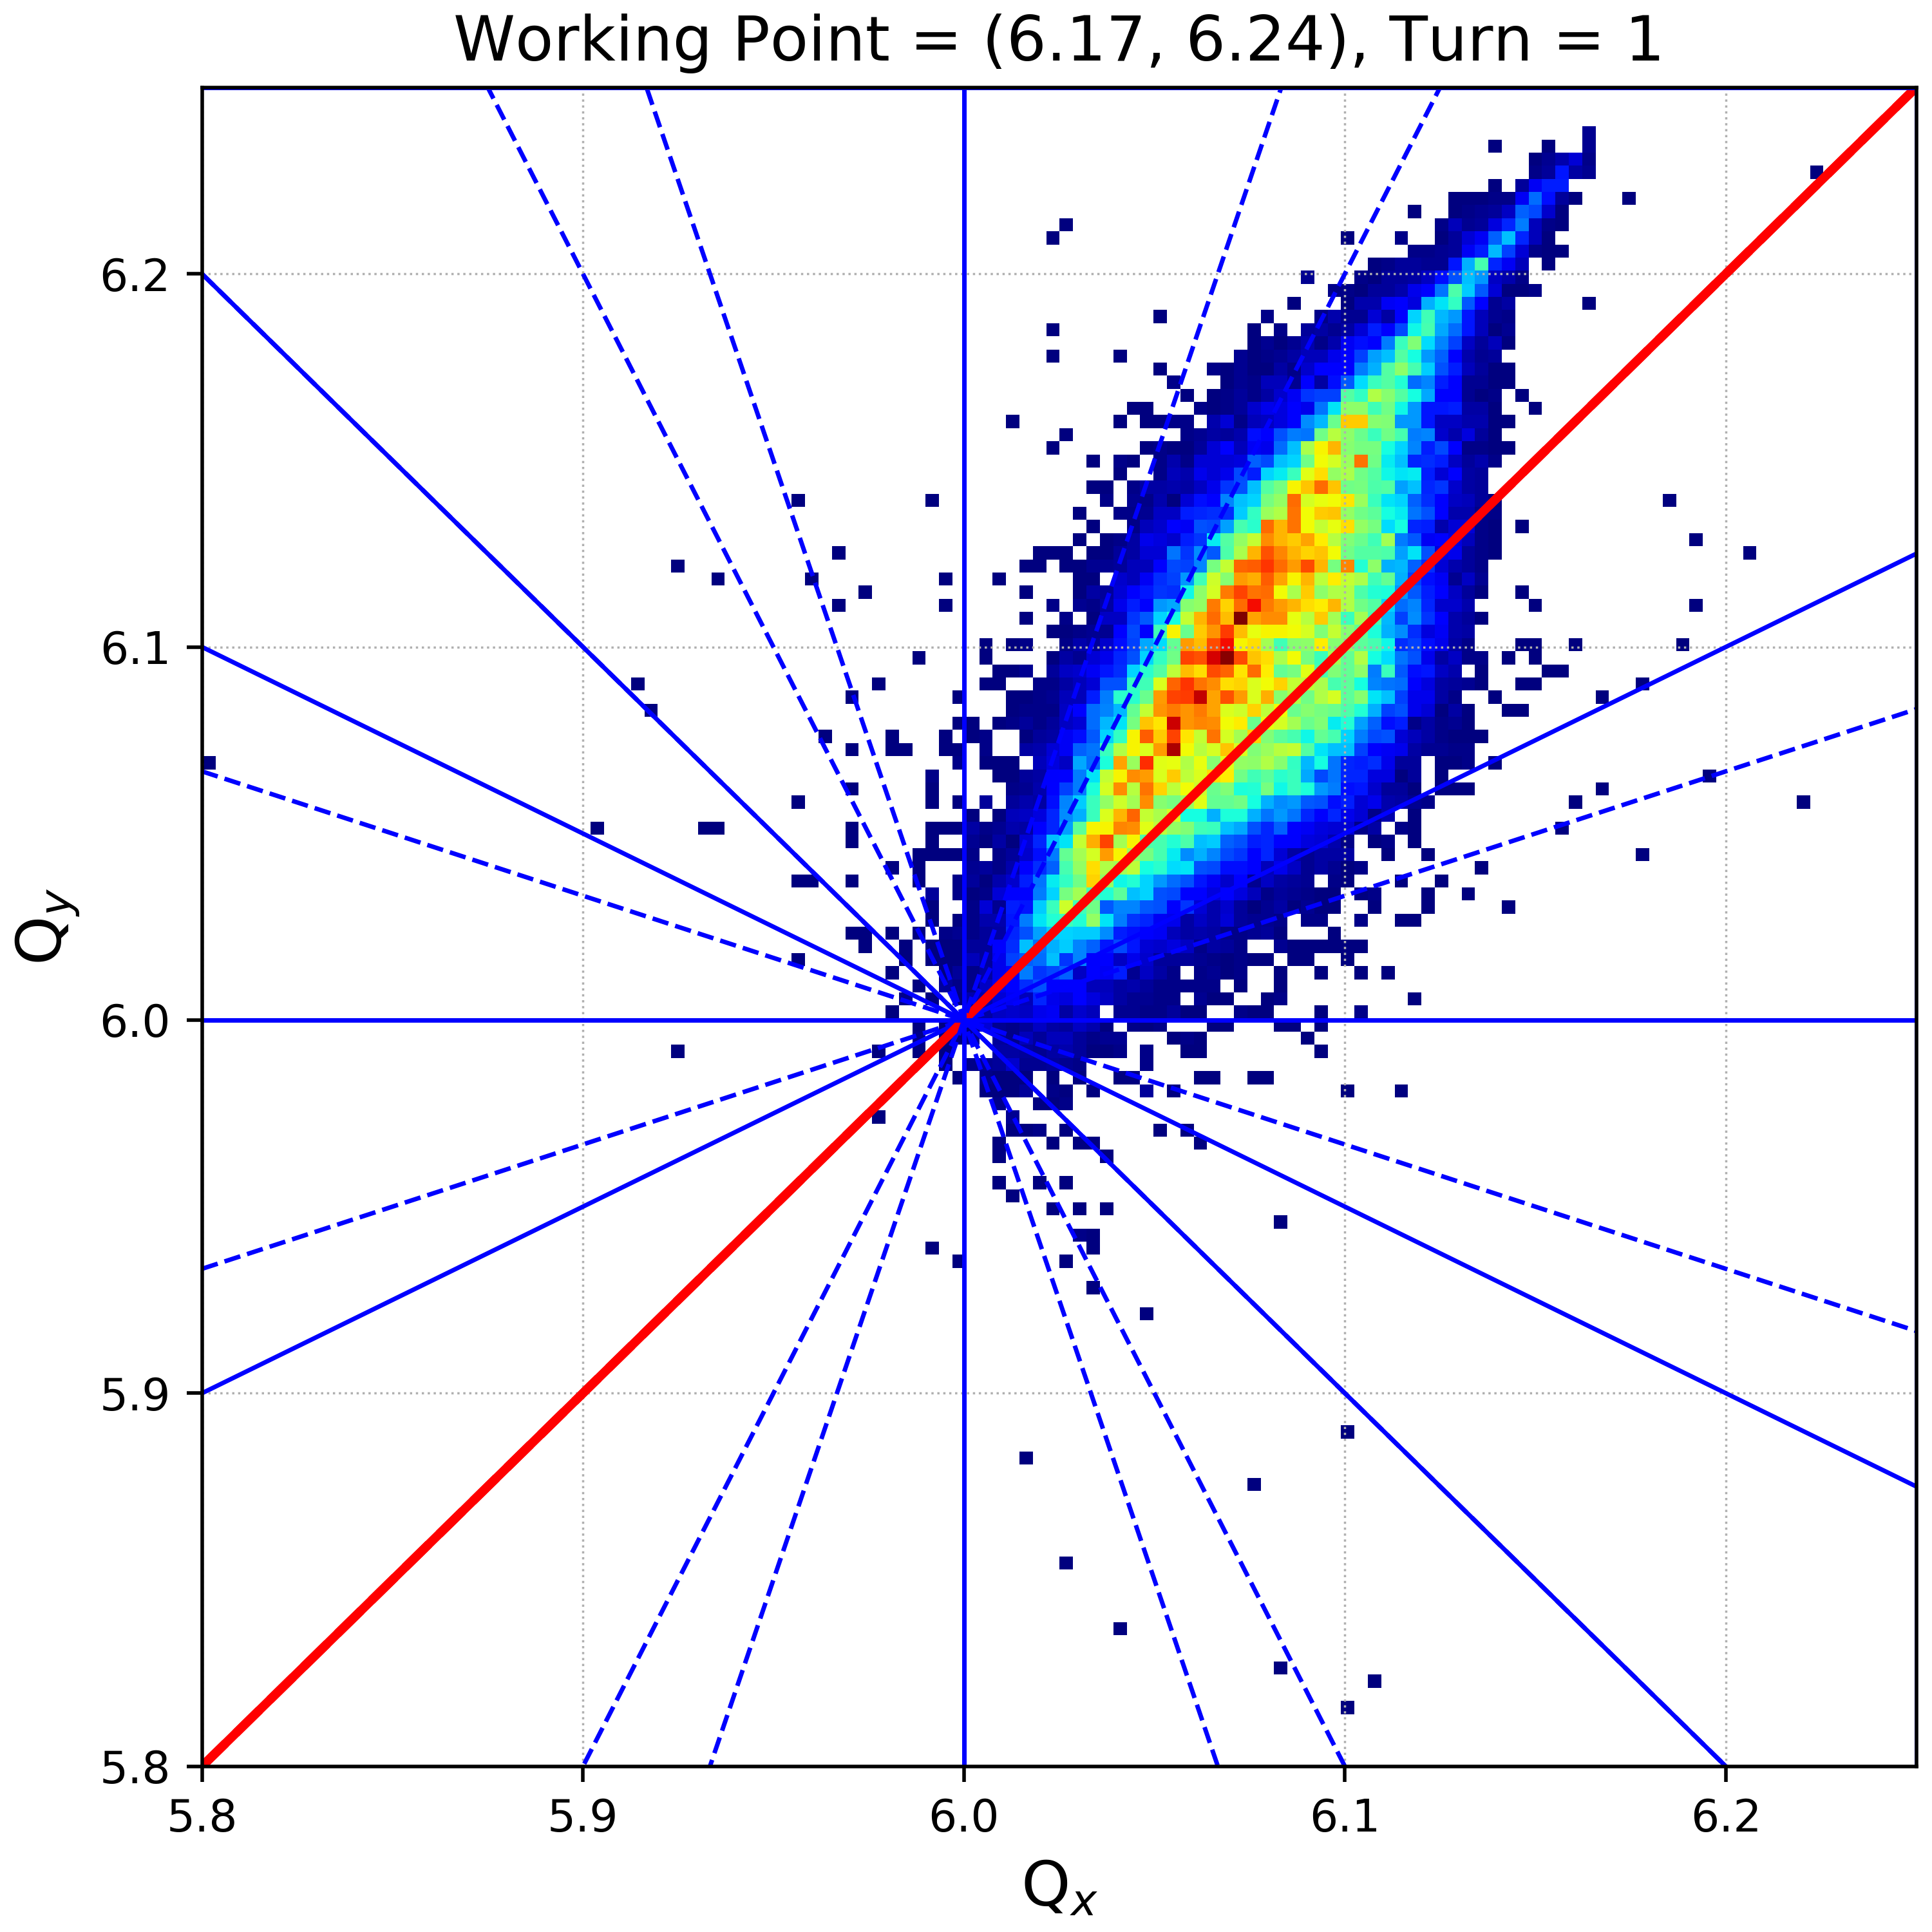 Working Point = (6.17, 6.24), Turn = 1
6.2
6.1
6.0
5.9
5.8
Qy
5.8 5.9 6.0 6.1 6.2
Qx